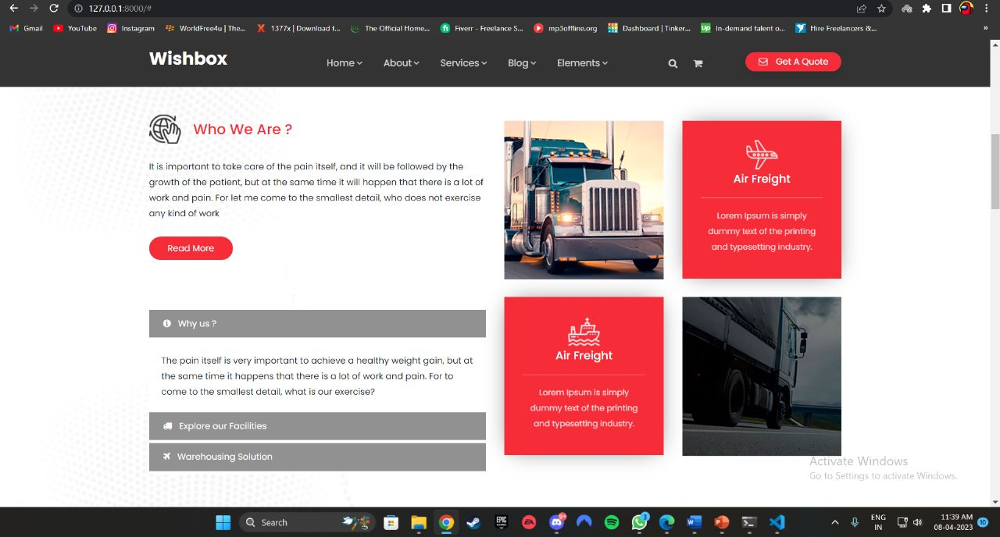 127.0.0.1:8000/#
Gmail
YouTube
Instagram
WorldFree4u | The...
1377x | Download t...
The Official Home...
Fiverr - Freelance S...
mp3offline.org
Dashboard | Tinker...
In-demand talent o...
Hire Freelancers &...
»
Wishbox
Home
About
Services
Blog
Elements
Get A Quote
Who We Are ?
It is important to take care of the pain itself, and it will be followed by the
growth of the patient, but at the same time it will happen that there is a lot of
work and pain. For let me come to the smallest detail, who does not exercise
any kind of work
Read More
Air Freight
Lorem Ipsum is simply
dummy text of the printing
and typesetting industry.
Why us ?
The pain itself is very important to achieve a healthy weight gain, but at
the same time it happens that there is a lot of work and pain. For to
come to the smallest detail, what is our exercise?
Explore our Facilities
Warehousing Solution
Air Freight
Lorem Ipsum is simply
dummy text of the printing
and typesetting industry.
Activate Windows
Go to Settings to activate Windows.
Search
EPIC GAMES
EA
9+
3
ENG
IN
11:39 AM
08-04-2023
10